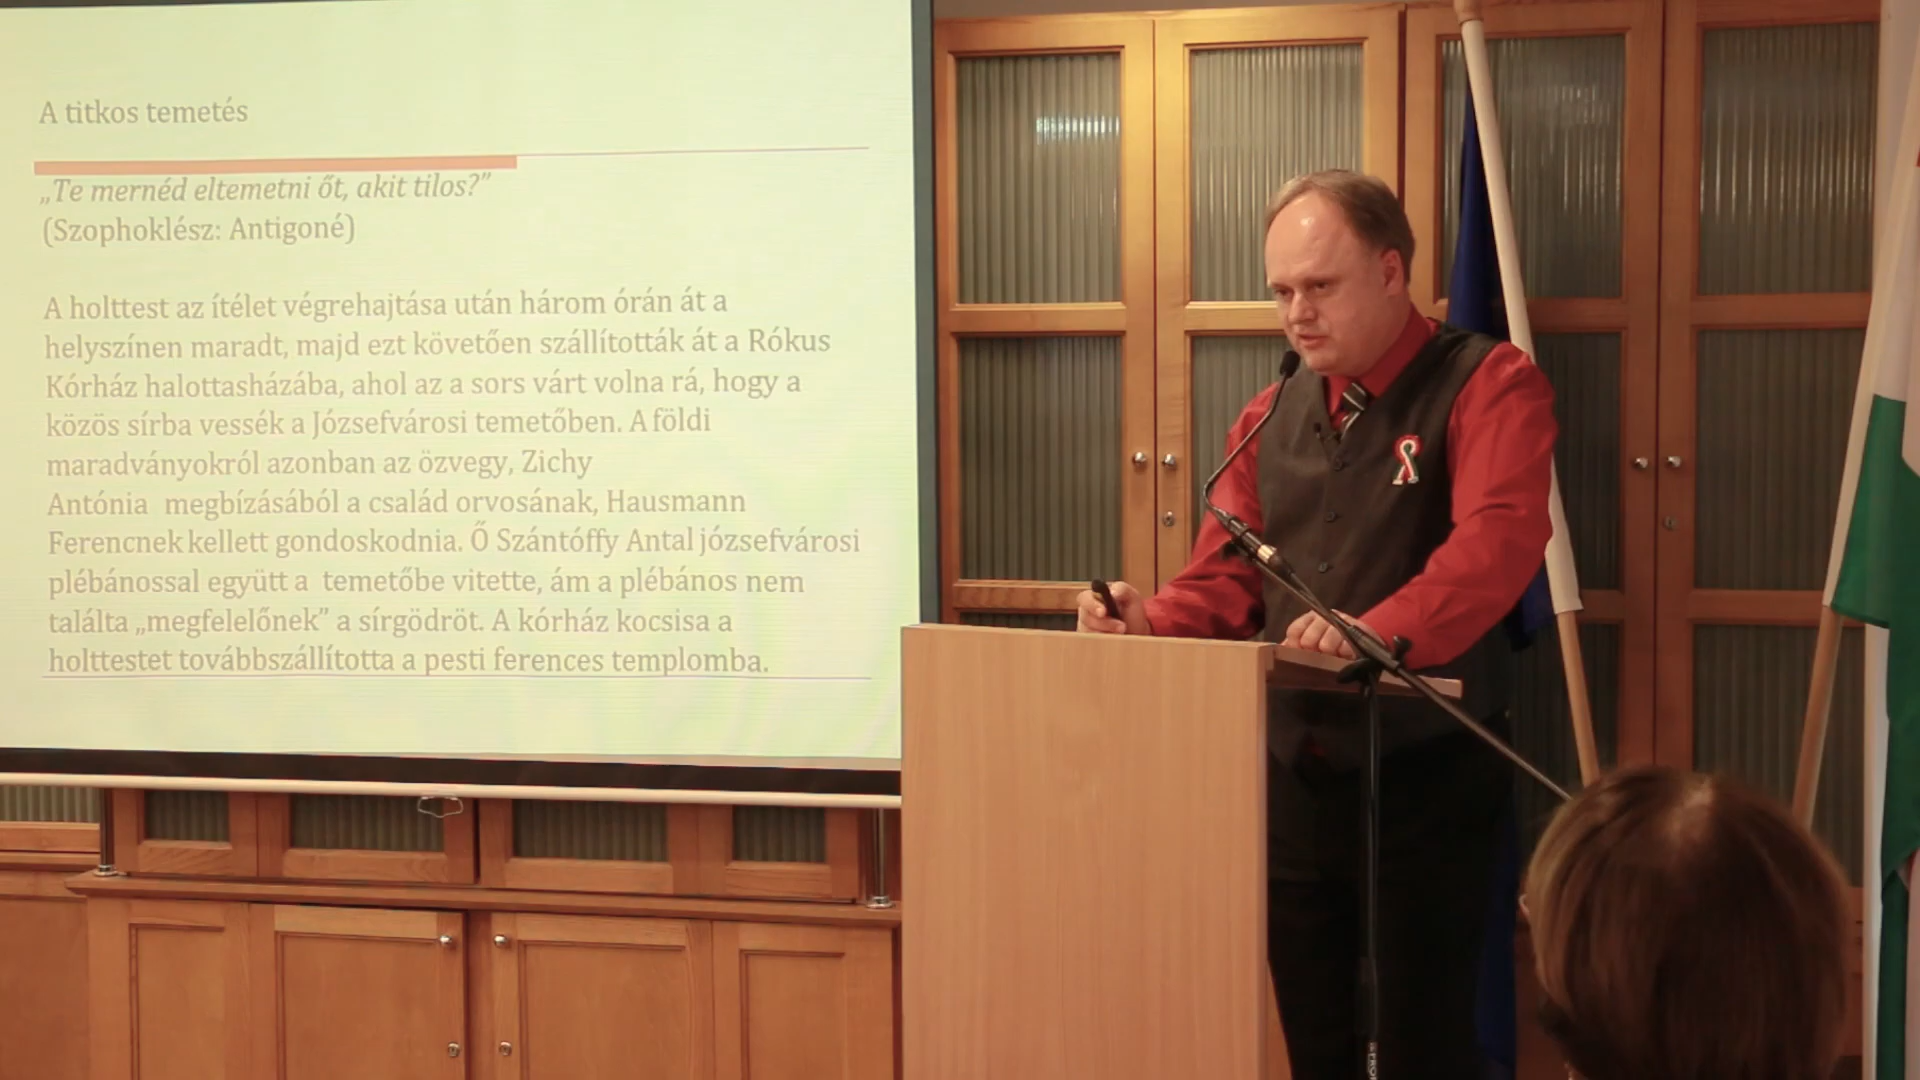 A titkos temetés
„Te mernéd eltemetni őt, akit tilos?”
(Szophoklész: Antigoné)
A holttest az ítélet végrehajtása után három órán át a
helyszínen maradt, majd ezt követően szállították át a Rókus
Kórház halottasházába, ahol az a sors várt volna rá, hogy a
közös sírba vessék a Józsefvárosi temetőben. A földi
maradványokról azonban az özvegy, Zichy
Antónia megbízásából a család orvosának, Hausmann
Ferencnek kellett gondoskodnia. Ő Szántóffy Antal józsefvárosi
plébánossal együtt a temetőbe vitette, ám a plébános nem
találta „megfelelőnek” a sírgödröt. A kórház kocsisa a
holttestet továbbszállította a pesti ferences templomba.